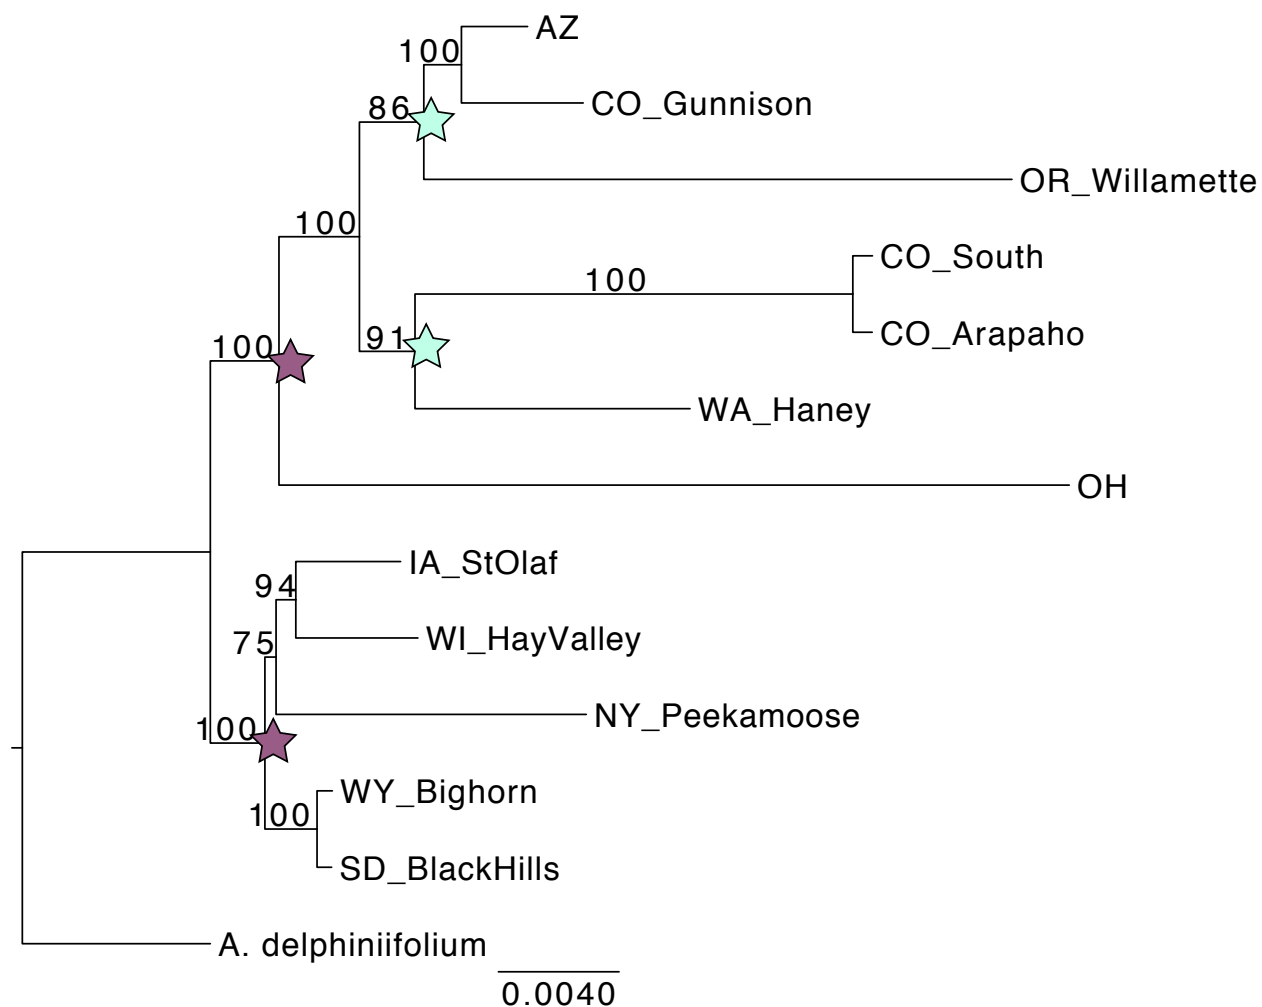 AZ
100
CO_Gunnison
86
OR_Willamette
100
CO_South
100
CO_Arapaho
91
100
WA_Haney
OH
IA_StOlaf
94
WI_HayValley
75
NY_Peekamoose
100
WY_Bighorn
100
SD_BlackHills
A. delphiniifolium
0.0040